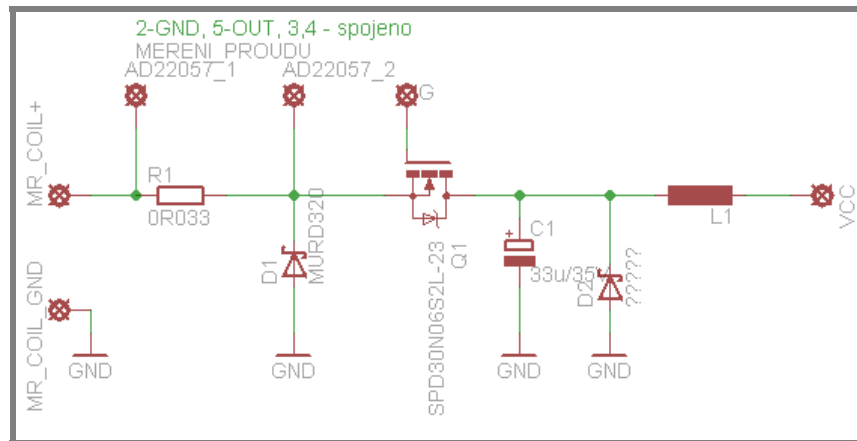 2-GND, 5-OUT, 3,4 - spojeno
MERENI_PROUDU
AD22057_1
AD22057_2
G
MR_COIL+
R1
0R033
D1
MURD320
SPD30N06S2L-23
Q1
+
C1
33u/35V
D2
?????
L1
VCC
MR_COIL_GND
GND
GND
GND
GND